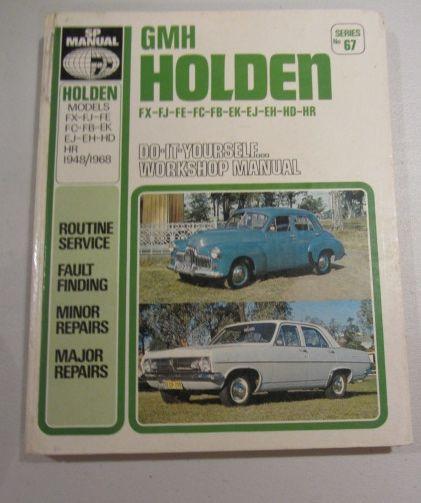 SP
MANUAL
HOLDEN
MODELS
FX-FJ-FE
FC-FB-EK
EJ-EH-HD
HR
1948/1968
ROUTINE
SERVICE
FAULT
FINDING
MINOR
REPAIRS
MAJOR
REPAIRS
GMH
HOLDEN
SERIES
No 67
FX-FJ-FE-FC-FB-EK-EJ-EH-HD-HR
DO-IT-YOURSELF...
WORKSHOP MANUAL